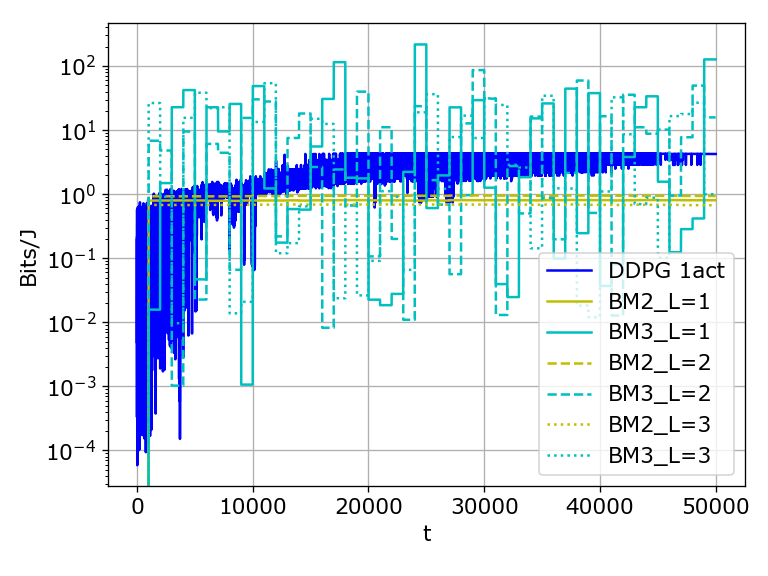 Bits/J
10²
10¹
10⁰
10⁻¹
10⁻²
10⁻³
10⁻⁴
DDPG 1act
BM2_L=1
BM3_L=1
BM2_L=2
BM3_L=2
BM2_L=3
BM3_L=3
0 10000 20000 30000 40000 50000
t